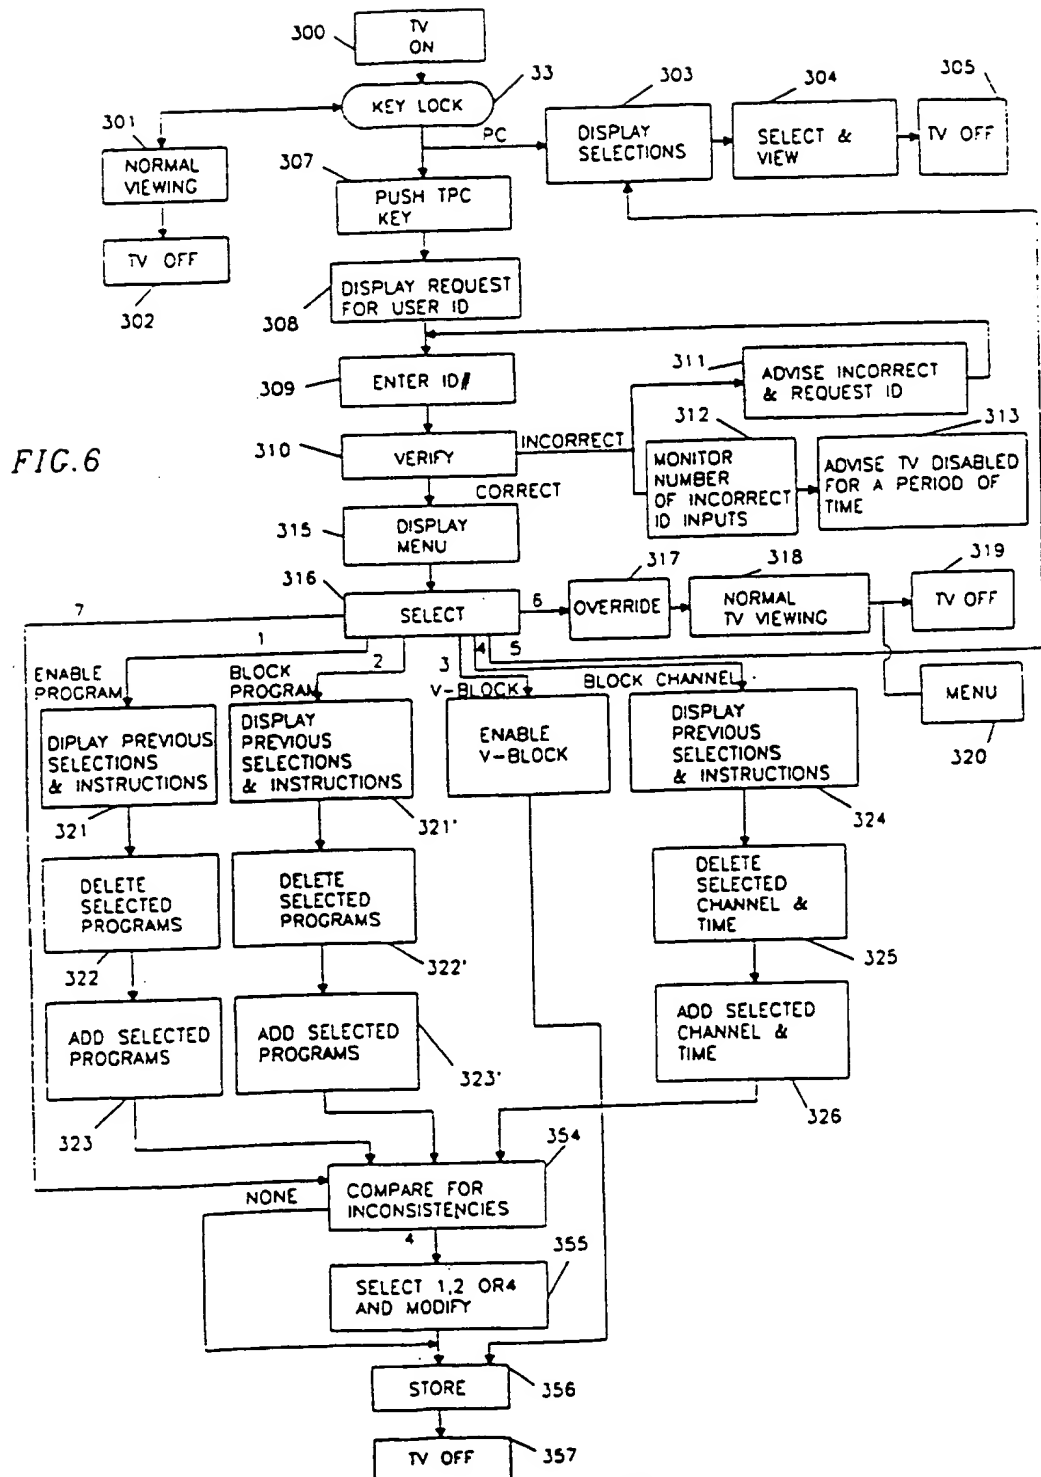 300
TV
ON
33
KEY LOCK
303
304
305
301
PC
DISPLAY
SELECTIONS
SELECT &
VIEW
TV OFF
NORMAL
VIEWING
307
PUSH TPC
KEY
TV OFF
302
DISPLAY REQUEST
FOR USER ID
308
311
ADVISE INCORRECT
& REQUEST ID
309
ENTER ID#
312
313
FIG.6
310
VERIFY
INCORRECT
MONITOR
NUMBER
OF INCORRECT
ID INPUTS
ADVISE TV DISABLED
FOR A PERIOD OF
TIME
CORRECT
315
DISPLAY
MENU
316
317
318
319
7
SELECT
6
OVERRIDE
NORMAL
TV VIEWING
TV OFF
1
2
3
4
5
ENABLE
PROGRAM
BLOCK
PROGRAM
V-BLOCK
BLOCK CHANNEL
MENU
320
DIPLAY PREVIOUS
SELECTIONS
& INSTRUCTIONS
DISPLAY
PREVIOUS
SELECTIONS
& INSTRUCTIONS
ENABLE
V-BLOCK
DISPLAY
PREVIOUS
SELECTIONS
& INSTRUCTIONS
321
321'
324
DELETE
SELECTED
PROGRAMS
DELETE
SELECTED
PROGRAMS
DELETE
SELECTED
CHANNEL &
TIME
322
322'
325
ADD SELECTED
PROGRAMS
ADD SELECTED
PROGRAMS
ADD SELECTED
CHANNEL &
TIME
323
323'
326
354
NONE
COMPARE FOR
INCONSISTENCIES
4
355
SELECT 1,2 OR4
AND MODIFY
STORE
356
TV OFF
357